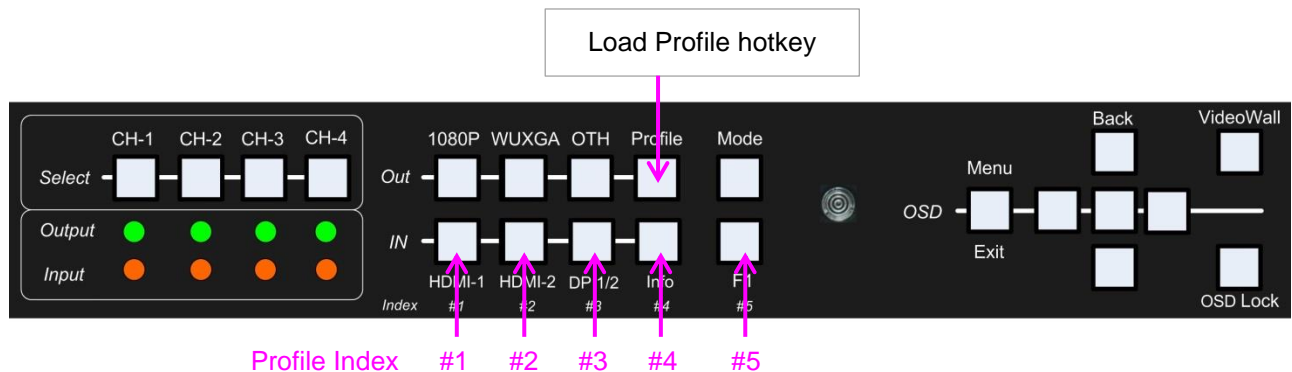 Load Profile hotkey
CH-1 CH-2 CH-3 CH-4 1080P WUXGA OTH Profile Mode Back VideoWall
Select Out Menu
OSD
Output IN Exit
Input HDMI-1 HDMI-2 DP 1/2 Info F1
Index #1 #2 #3 #4 #5 OSD Lock
Profile Index #1 #2 #3 #4 #5